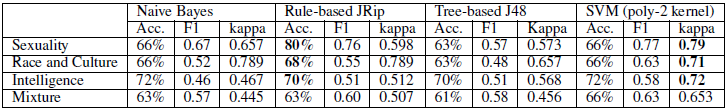 Naive Bayes Rule-based JRip Tree-based J48 SVM (poly-2 kernel)
Acc. F1 kappa Acc. F1 kappa Acc. F1 Kappa Acc. F1 kappa
Sexuality 66% 0.67 0.657 80% 0.76 0.598 63% 0.57 0.573 66% 0.77 0.79
Race and Culture 66% 0.52 0.789 68% 0.55 0.789 63% 0.48 0.657 66% 0.63 0.71
Intelligence 72% 0.46 0.467 70% 0.51 0.512 70% 0.51 0.568 72% 0.58 0.72
Mixture 63% 0.57 0.445 63% 0.60 0.507 61% 0.58 0.456 66% 0.63 0.653